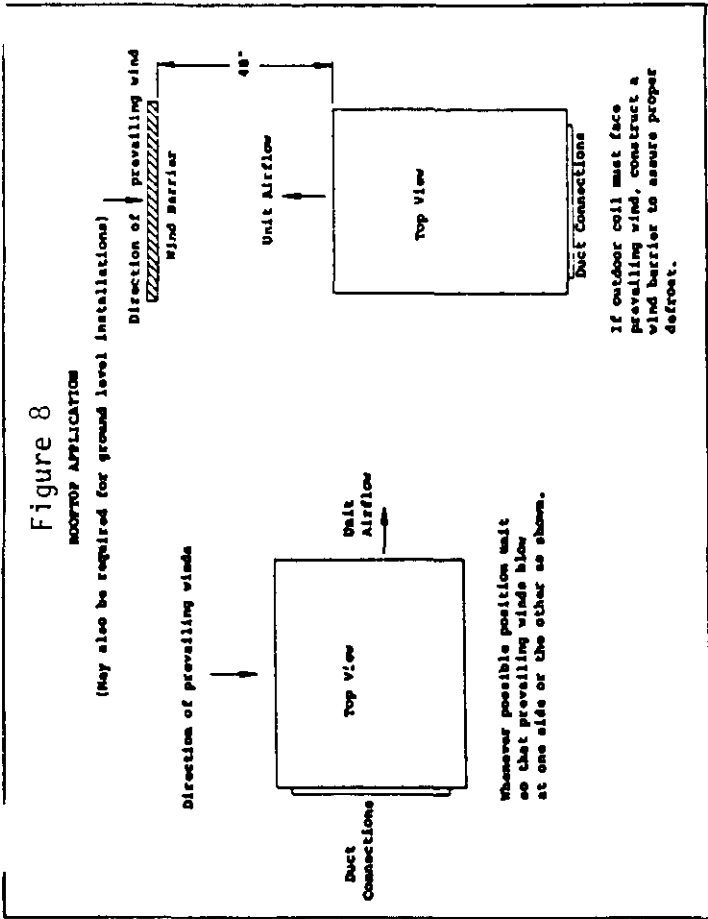 Figure 8
ROOFTOP APPLICATION
(May also be required for ground level installations)
Direction of prevailing winds
Top View
Unit
Airflow
Duct
Connections
Whenever possible position unit
so that prevailing winds blow
at one side or the other as shown.
Direction of prevailing wind
Wind Barrier
48"
Unit Airflow
Top View
Duct Connections
If outdoor coil must face
prevailing wind, construct a
wind barrier to assure proper
defrost.